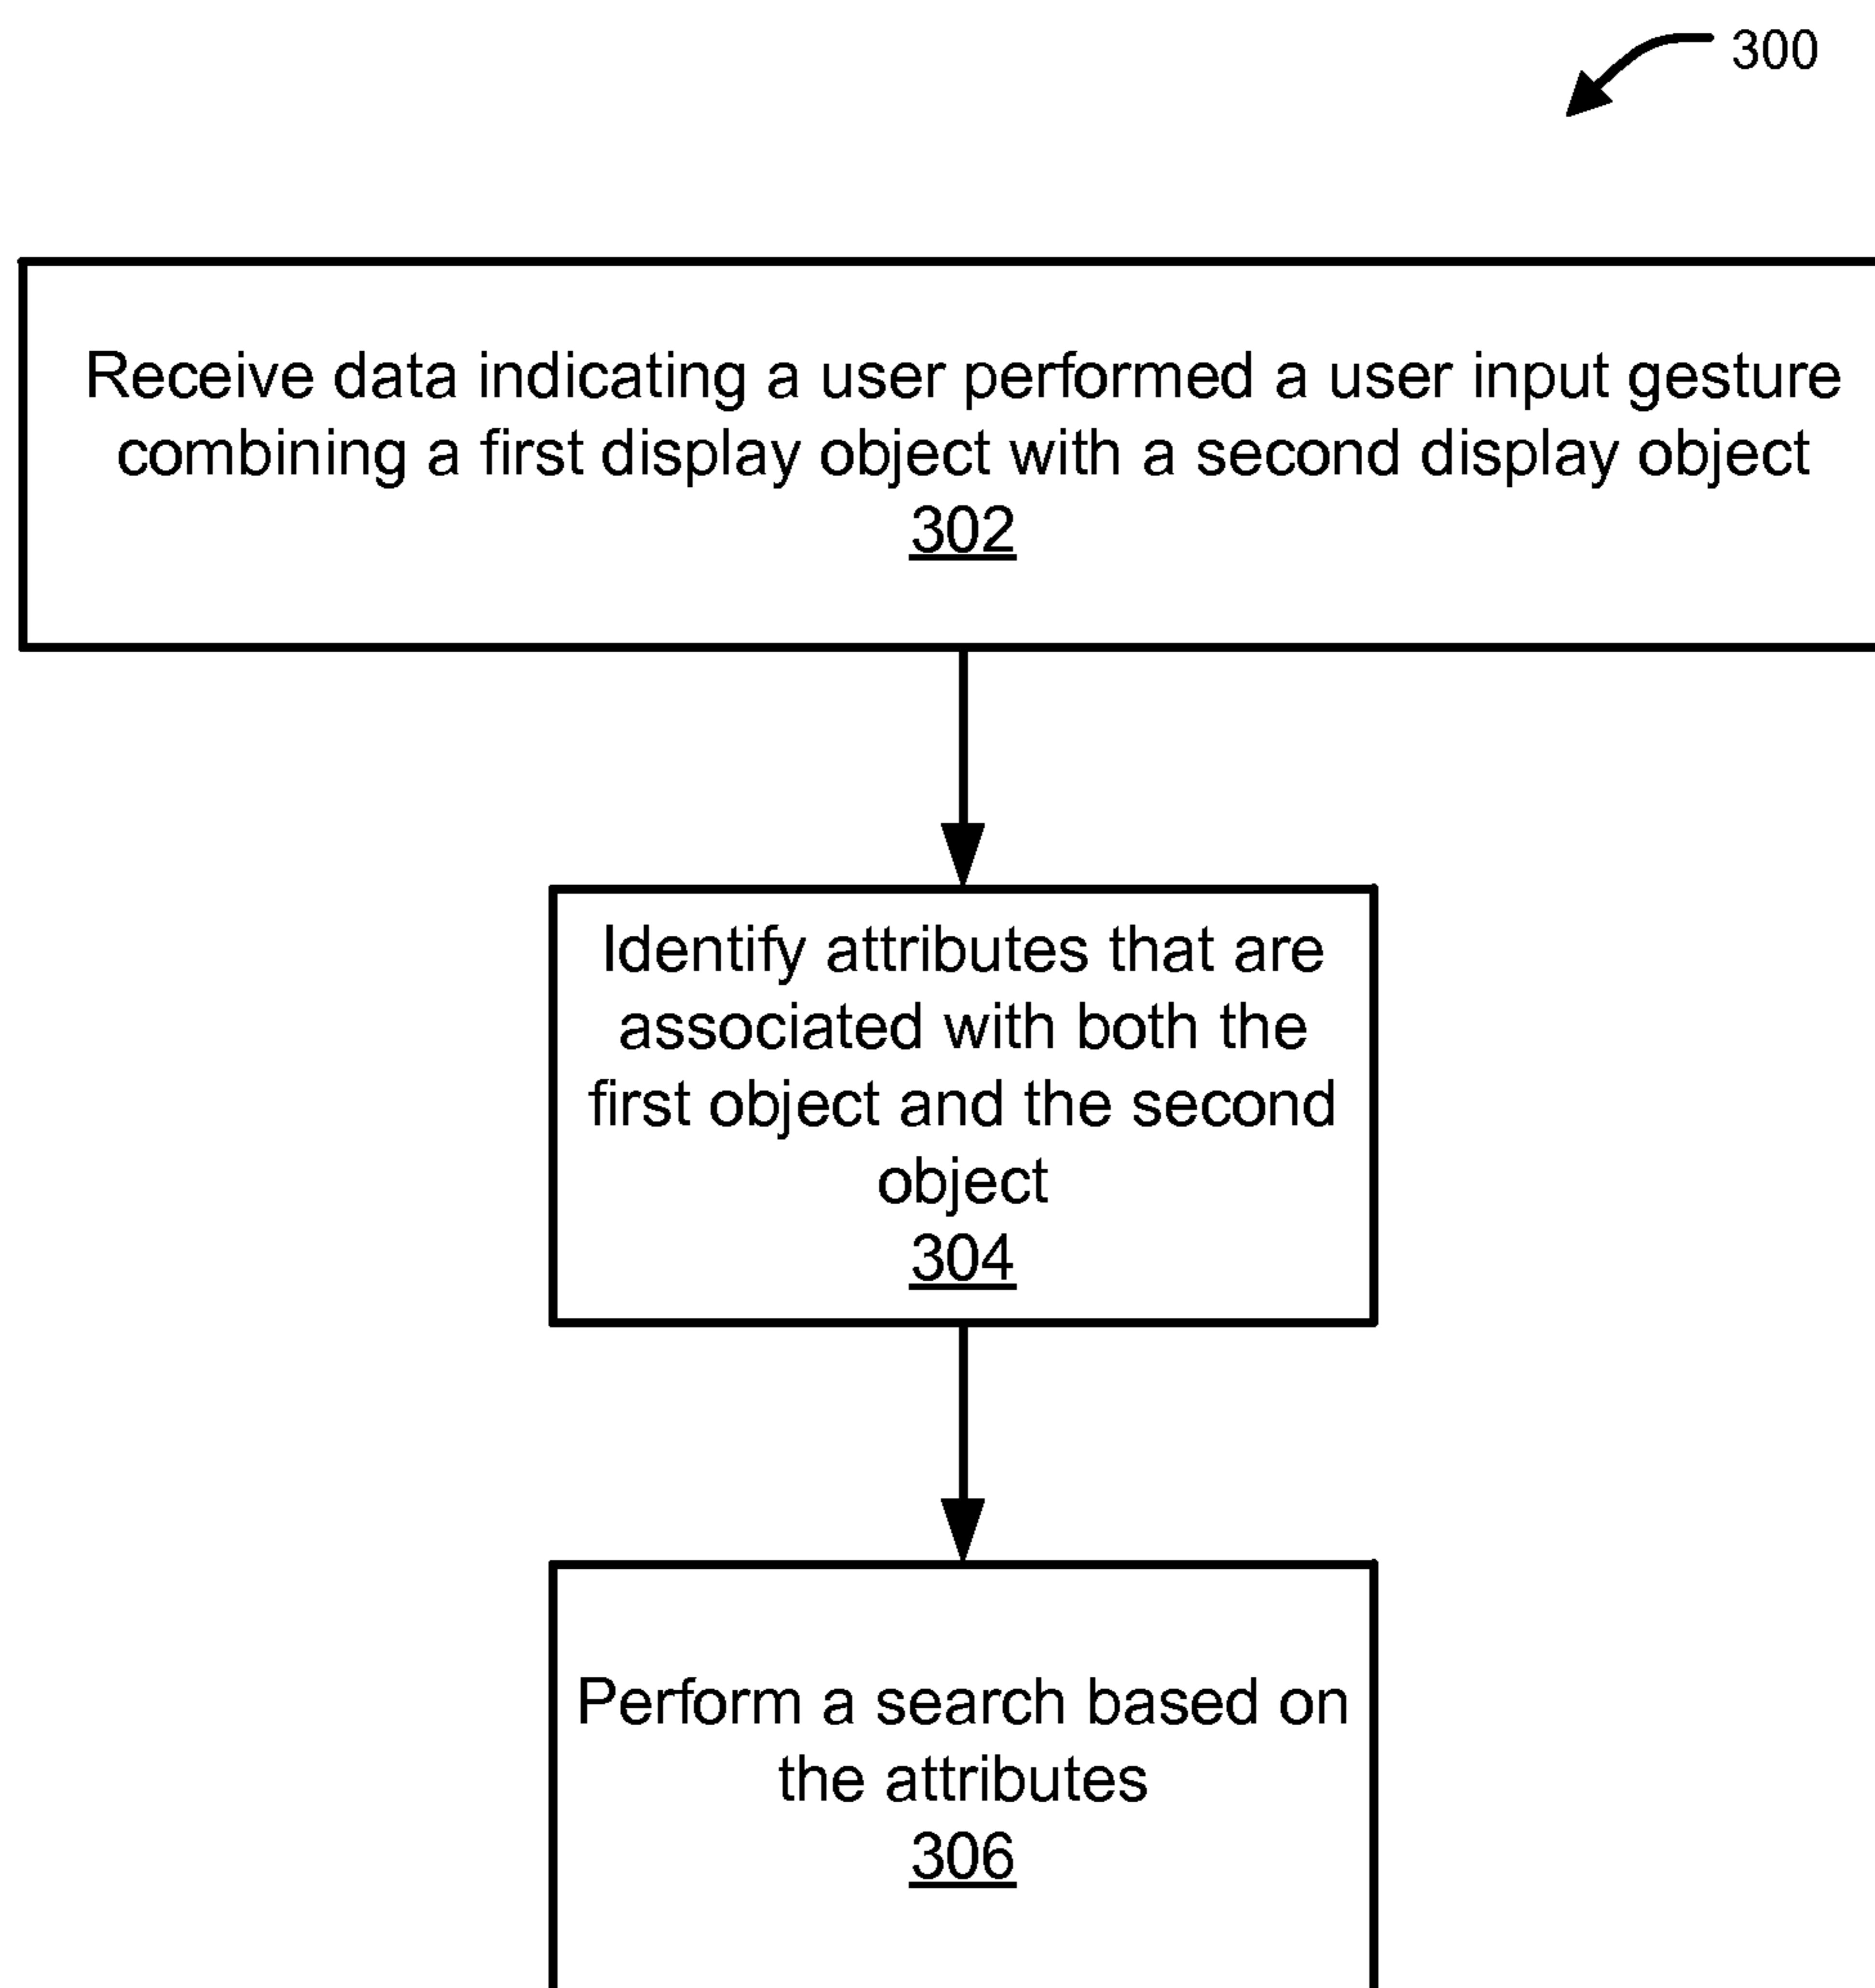 300
Receive data indicating a user performed a user input gesture
combining a first display object with a second display object
302
Identify attributes that are
associated with both the
first object and the second
object
304
Perform a search based on
the attributes
306